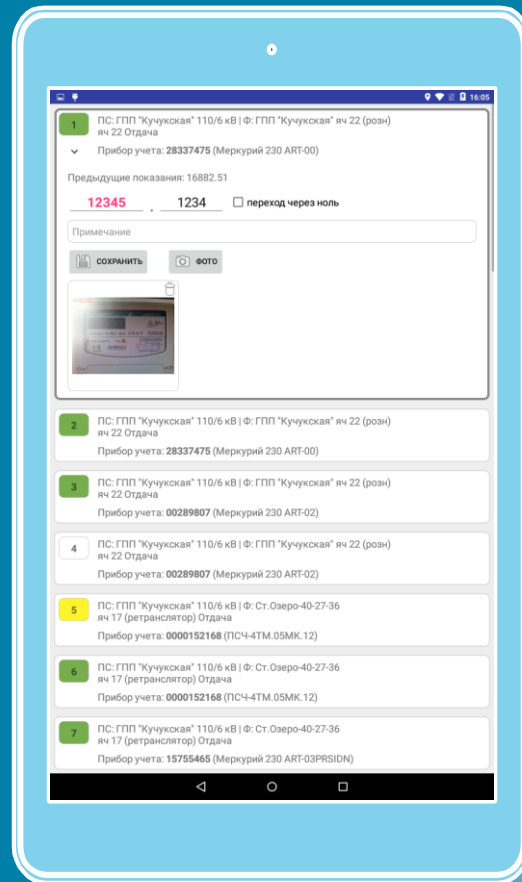 16:05
1
ПС: ГПП "Кучукская" 110/6 кВ | Ф: ГПП "Кучукская" яч 22 (розн)
яч 22 Отдача
Прибор учета: 28337475 (Меркурий 230 ART-00)
Предыдущие показания: 16882.51
12345 . 1234 переход через ноль
Примечание
СОХРАНИТЬ ФОТО
2
ПС: ГПП "Кучукская" 110/6 кВ | Ф: ГПП "Кучукская" яч 22 (розн)
яч 22 Отдача
Прибор учета: 28337475 (Меркурий 230 ART-00)
3
ПС: ГПП "Кучукская" 110/6 кВ | Ф: ГПП "Кучукская" яч 22 (розн)
яч 22 Отдача
Прибор учета: 00289807 (Меркурий 230 ART-02)
4
ПС: ГПП "Кучукская" 110/6 кВ | Ф: ГПП "Кучукская" яч 22 (розн)
яч 22 Отдача
Прибор учета: 00289807 (Меркурий 230 ART-02)
5
ПС: ГПП "Кучукская" 110/6 кВ | Ф: Ст.Озеро-40-27-36
яч 17 (ретранслятор) Отдача
Прибор учета: 0000152168 (ПСЧ-4ТМ.05МК.12)
6
ПС: ГПП "Кучукская" 110/6 кВ | Ф: Ст.Озеро-40-27-36
яч 17 (ретранслятор) Отдача
Прибор учета: 0000152168 (ПСЧ-4ТМ.05МК.12)
7
ПС: ГПП "Кучукская" 110/6 кВ | Ф: Ст.Озеро-40-27-36
яч 17 (ретранслятор) Отдача
Прибор учета: 15755465 (Меркурий 230 ART-03PRSIDN)